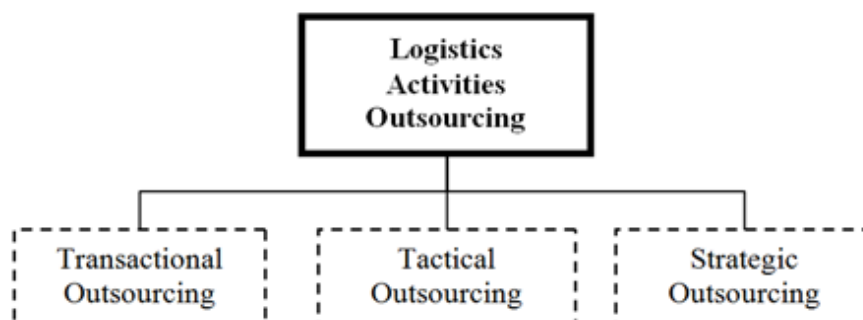 Logistics
Activities
Outsourcing
Transactional
Outsourcing
Tactical
Outsourcing
Strategic
Outsourcing